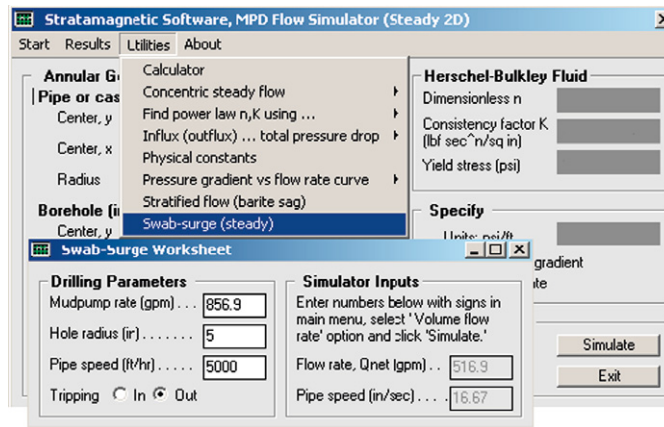 Stratamagnetic Software, MPD Flow Simulator (Steady 2D)
Start Results Utilities About
Annular G
Pipe or cas
Center, y
Center, x
Radius
Borehole (i
Center, y
Calculator
Concentric steady flow
Find power law n,K using ...
Influx (outflux) ... total pressure drop
Physical constants
Pressure gradient vs flow rate curve
Stratified flow (barite sag)
Swab-surge (steady)
Herschel-Bulkley Fluid
Dimensionless n
Consistency factor K
(lbf sec^n/sq in)
Yield stress (psi)
Specify
Units: psi/ft
gradient
Simulate
Exit
Swab-Surge Worksheet
Drilling Parameters
Mudpump rate (gpm) . . . 856.9
Hole radius (in) . . . . . . . 5
Pipe speed (ft/hr) . . . . . 5000
Tripping In Out
Simulator Inputs
Enter numbers below with signs in
main menu, select 'Volume flow
rate' option and click 'Simulate.'
Flow rate, Qnet (gpm) . . 516.9
Pipe speed (in/sec) . . . . 16.67